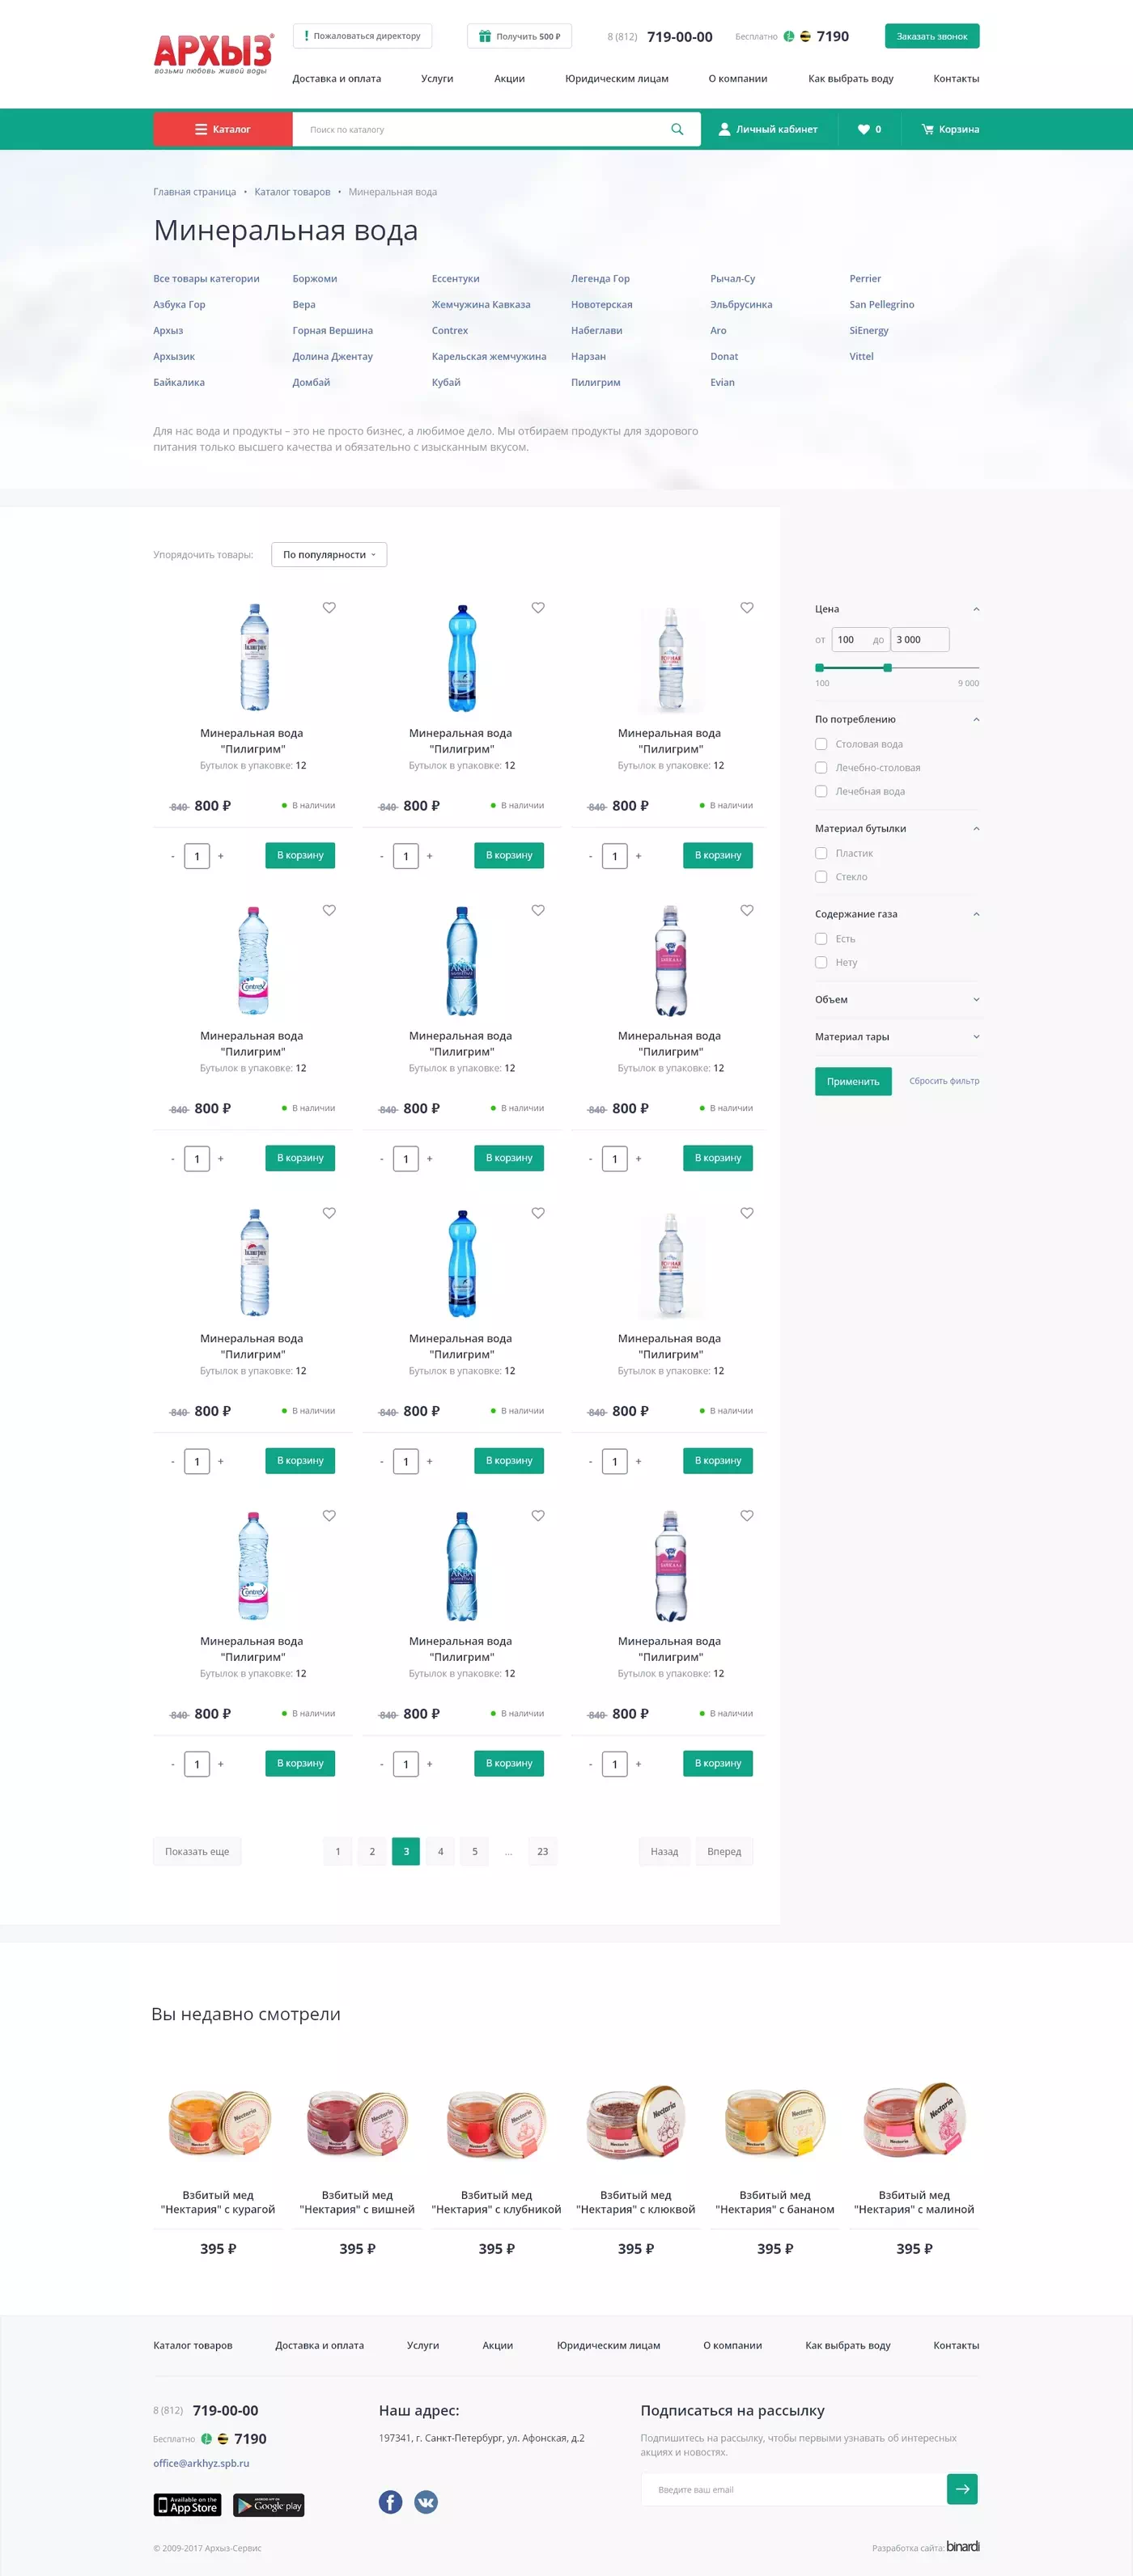 АРХЫЗ®
возьми любовь живой воды
Пожаловаться директору
Получить 500 ₽
8 (812) 719-00-00
Бесплатно 7190
Заказать звонок
Доставка и оплата Услуги Акции Юридическим лицам О компании Как выбрать воду Контакты
Каталог
Поиск по каталогу
Личный кабинет
0
Корзина
Главная страница • Каталог товаров • Минеральная вода
Минеральная вода
Все товары категории Боржоми Ессентуки Легенда Гор Рычал-Су Perrier
Азбука Гор Вера Жемчужина Кавказа Новотерская Эльбрусинка San Pellegrino
Архыз Горная Вершина Contrex Набеглави Aro SiEnergy
Архызик Долина Джентау Карельская жемчужина Нарзан Donat Vittel
Байкалика Домбай Кубай Пилигрим Evian
Для нас вода и продукты – это не просто бизнес, а любимое дело. Мы отбираем продукты для здорового
питания только высшего качества и обязательно с изысканным вкусом.
Упорядочить товары: По популярности
Минеральная вода Минеральная вода Минеральная вода
"Пилигрим" "Пилигрим" "Пилигрим"
Бутылок в упаковке: 12 Бутылок в упаковке: 12 Бутылок в упаковке: 12
840 800 ₽ В наличии 840 800 ₽ В наличии 840 800 ₽ В наличии
- 1 + В корзину - 1 + В корзину - 1 + В корзину
Contrex АКВА
Минеральная вода Минеральная вода Минеральная вода
"Пилигрим" "Пилигрим" "Пилигрим"
Бутылок в упаковке: 12 Бутылок в упаковке: 12 Бутылок в упаковке: 12
840 800 ₽ В наличии 840 800 ₽ В наличии 840 800 ₽ В наличии
- 1 + В корзину - 1 + В корзину - 1 + В корзину
Минеральная вода Минеральная вода Минеральная вода
"Пилигрим" "Пилигрим" "Пилигрим"
Бутылок в упаковке: 12 Бутылок в упаковке: 12 Бутылок в упаковке: 12
840 800 ₽ В наличии 840 800 ₽ В наличии 840 800 ₽ В наличии
- 1 + В корзину - 1 + В корзину - 1 + В корзину
Contrex АКВА
Минеральная вода Минеральная вода Минеральная вода
"Пилигрим" "Пилигрим" "Пилигрим"
Бутылок в упаковке: 12 Бутылок в упаковке: 12 Бутылок в упаковке: 12
840 800 ₽ В наличии 840 800 ₽ В наличии 840 800 ₽ В наличии
- 1 + В корзину - 1 + В корзину - 1 + В корзину
Цена
от 100 до 3 000
100 9 000
По потреблению
Столовая вода
Лечебно-столовая
Лечебная вода
Материал бутылки
Пластик
Стекло
Содержание газа
Есть
Нету
Объем
Материал тары
Применить Сбросить фильтр
Показать еще 1 2 3 4 5 ... 23 Назад Вперед
Вы недавно смотрели
Взбитый мед Взбитый мед Взбитый мед Взбитый мед Взбитый мед Взбитый мед
"Нектария" с курагой "Нектария" с вишней "Нектария" с клубникой "Нектария" с клюквой "Нектария" с бананом "Нектария" с малиной
395 ₽ 395 ₽ 395 ₽ 395 ₽ 395 ₽ 395 ₽
Каталог товаров Доставка и оплата Услуги Акции Юридическим лицам О компании Как выбрать воду Контакты
8 (812) 719-00-00
Бесплатно 7190
office@arkhyz.spb.ru
Available on the
App Store
ANDROID APP ON
Google play
Наш адрес:
197341, г. Санкт-Петербург, ул. Афонская, д.2
Подписаться на рассылку
Подпишитесь на рассылку, чтобы первыми узнавать об интересных
акциях и новостях.
Введите ваш email
© 2009-2017 Архыз-Сервис
Разработка сайта: binardi